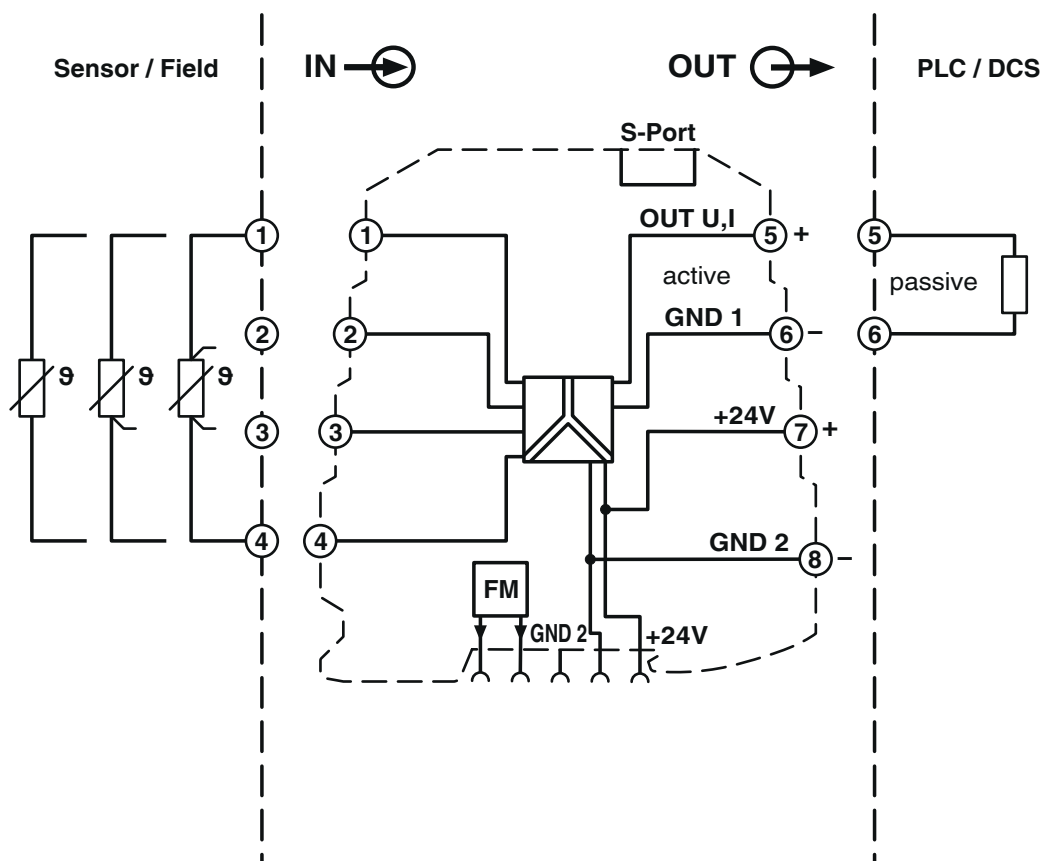 Sensor / Field
IN
OUT
PLC / DCS
S-Port
OUT U,I
1
1
5
+
5
active
passive
GND 1
2
2
6
–
6
ϑ
ϑ
ϑ
+24V
3
3
7
+
GND 2
4
4
8
–
FM
GND 2
+24V